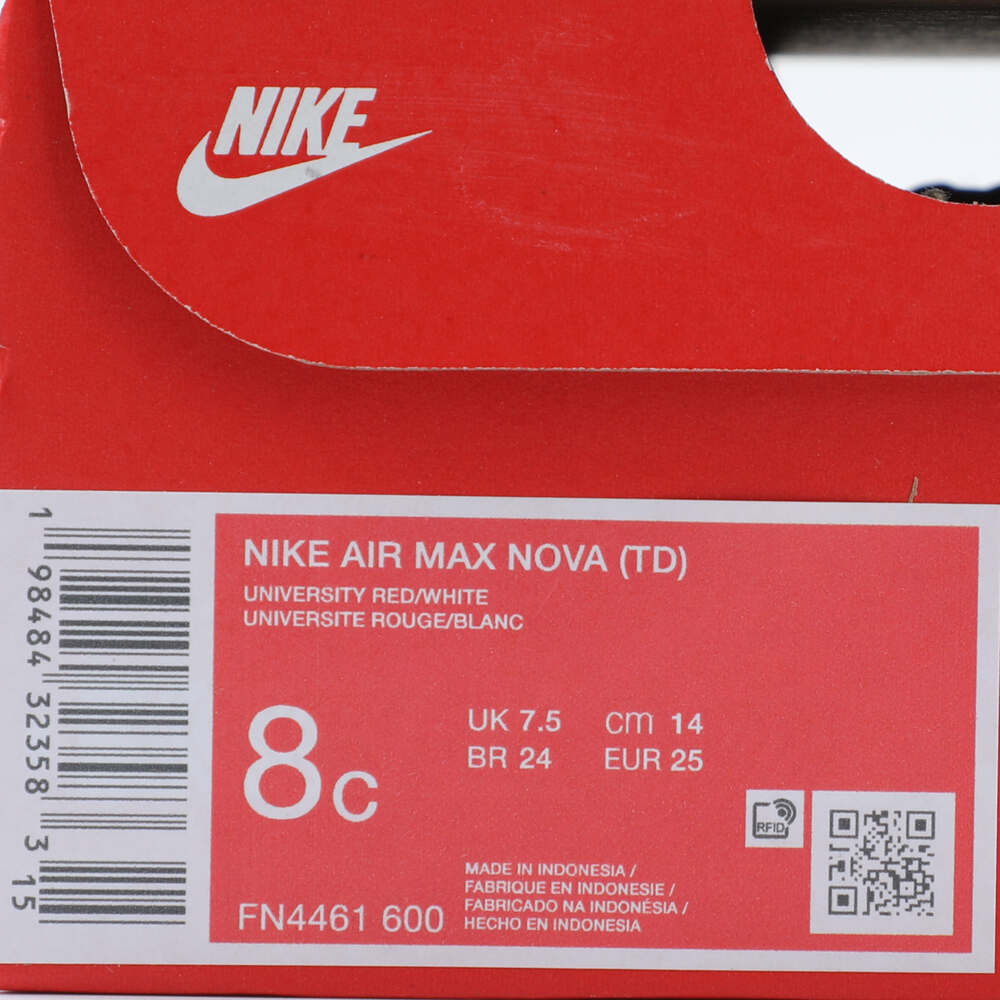 NIKE
NIKE AIR MAX NOVA (TD)
UNIVERSITY RED/WHITE
UNIVERSITE ROUGE/BLANC
8C
UK 7.5 cm 14
BR 24 EUR 25
RFID
MADE IN INDONESIA /
FABRIQUE EN INDONESIE /
FABRICADO NA INDONÉSIA /
HECHO EN INDONESIA
FN4461 600
1 98484 32358 3 15